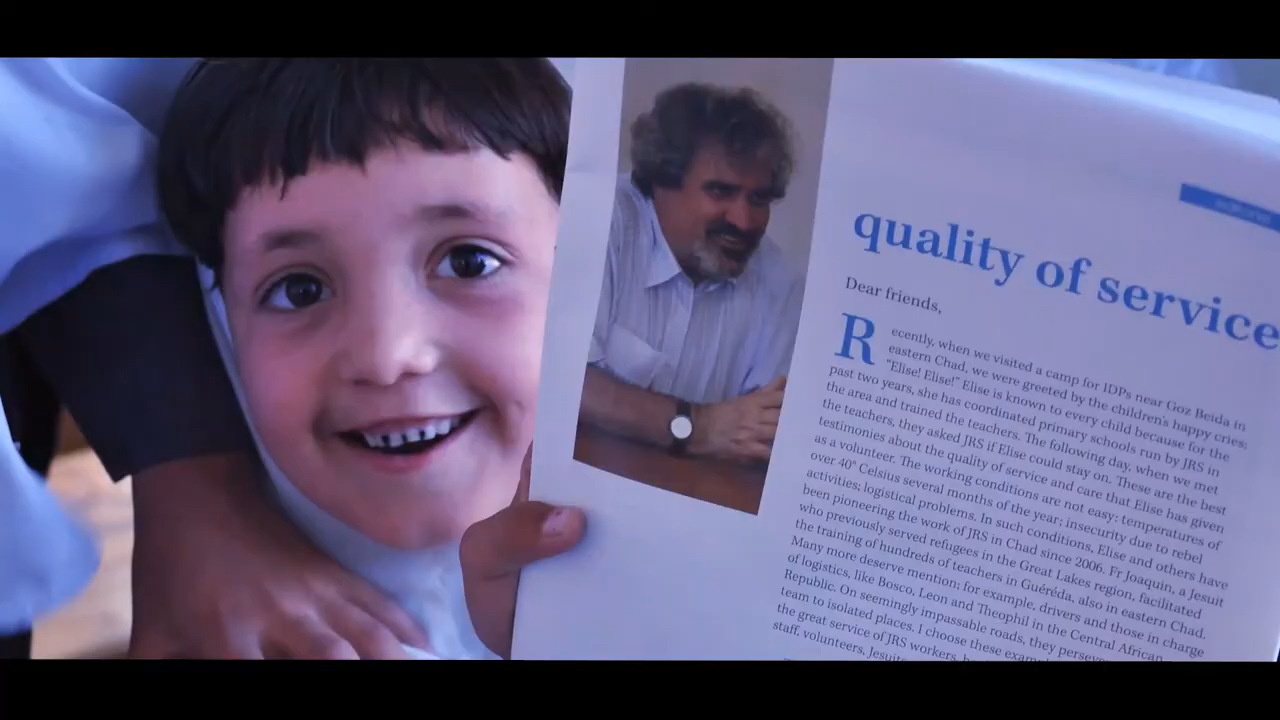 quality of service
Dear friends,
Recently, when we visited a camp for IDPs near Goz Beida in
eastern Chad, we were greeted by the children's happy cries:
"Elise! Elise!" Elise is known to every child because for the
past two years, she has coordinated primary schools run by JRS in
the area and trained the teachers. The following day, when we met
the teachers, they asked JRS if Elise could stay on. These are the best
testimonies about the quality of service and care that Elise has given
as a volunteer. The working conditions are not easy: temperatures of
over 40° Celsius several months of the year; insecurity due to rebel
activities; logistical problems. In such conditions, Elise and others have
been pioneering the work of JRS in Chad since 2006. Fr Joaquin, a Jesuit
who previously served refugees in the Great Lakes region, facilitated
the training of hundreds of teachers in Guéréda, also in eastern Chad.
Many more deserve mention; for example, drivers and those in charge
of logistics, like Bosco, Leon and Theophil in the Central African
Republic. On seemingly impassable roads, they
team to isolated places. I choose these
the great service of JRS workers,
staff, volunteers,